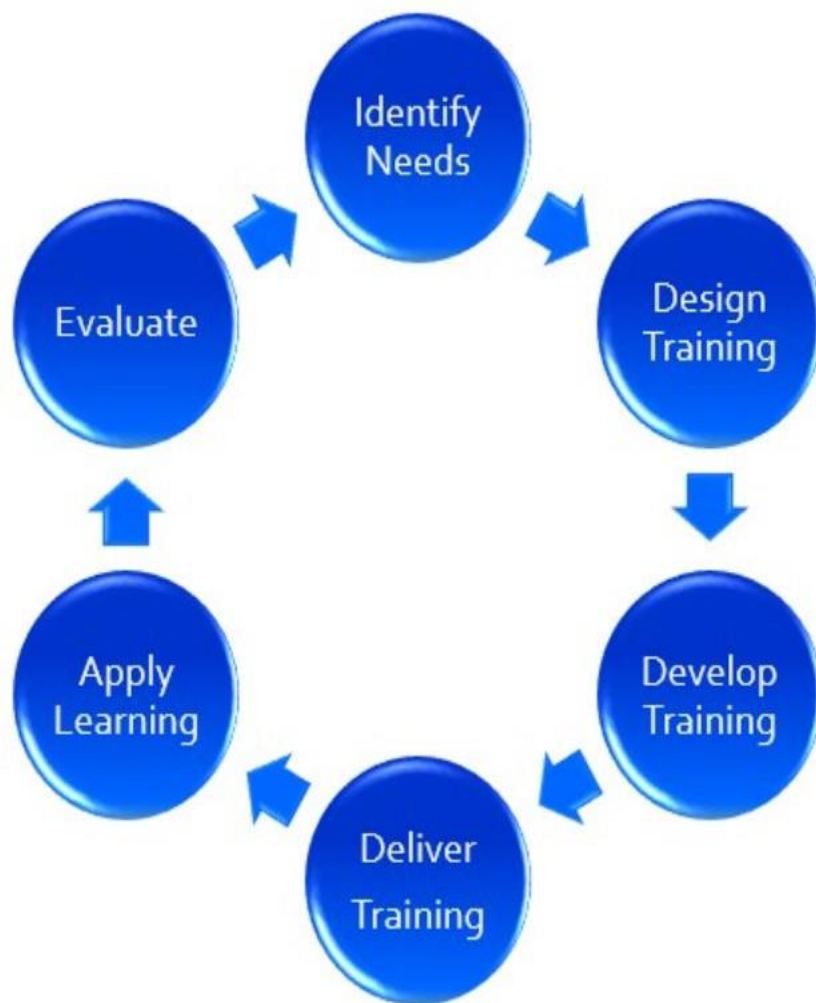 Identify
Needs
Design
Training
Develop
Training
Deliver
Training
Apply
Learning
Evaluate